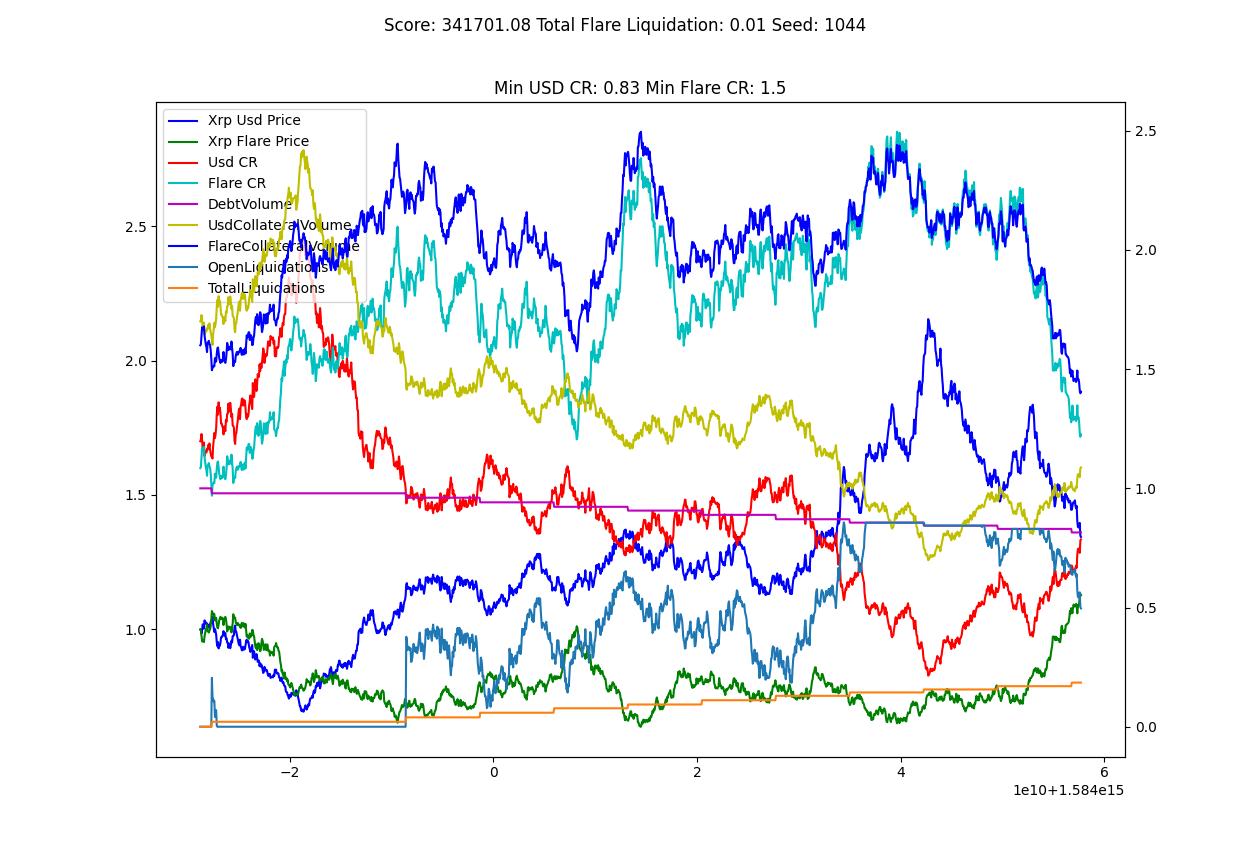 Score: 341701.08 Total Flare Liquidation: 0.01 Seed: 1044
Min USD CR: 0.83 Min Flare CR: 1.5
Xrp Usd Price
Xrp Flare Price
Usd CR
Flare CR
DebtVolume
UsdCollateralVolume
FlareCollateralVolume
OpenLiquidations
TotalLiquidations
2.5
2.0
1.5
1.0
2.5
2.0
1.5
1.0
0.5
0.0
−2
0
2
4
6
1e10+1.584e15